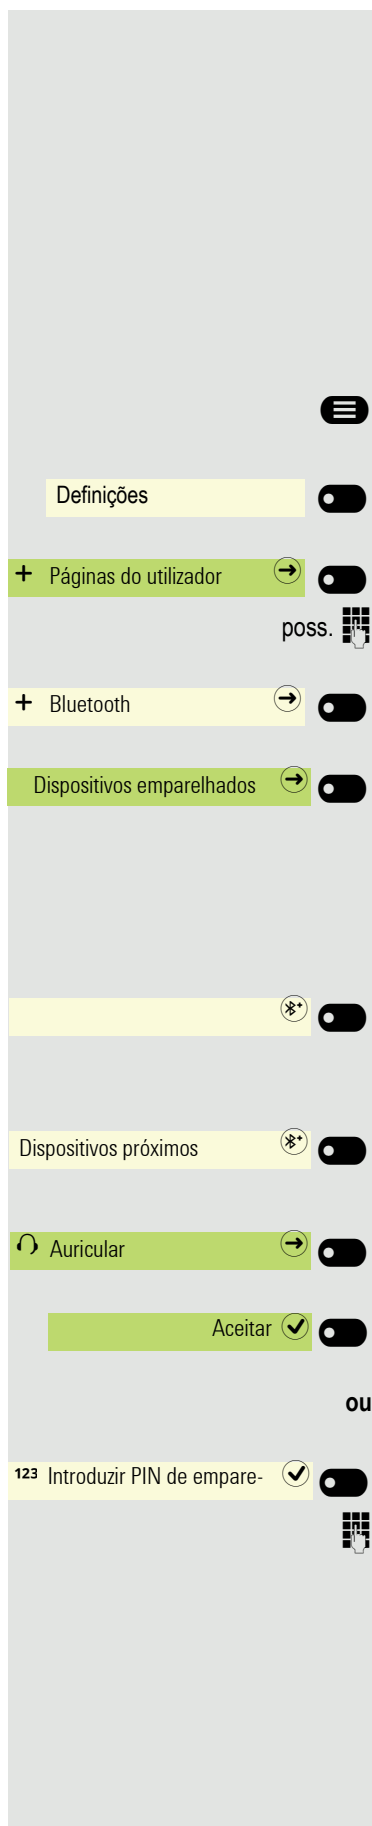 Definições
+ Páginas do utilizador
poss.
+ Bluetooth
Dispositivos emparelhados
Dispositivos próximos
Auricular
Aceitar
ou
123 Introduzir PIN de empare-